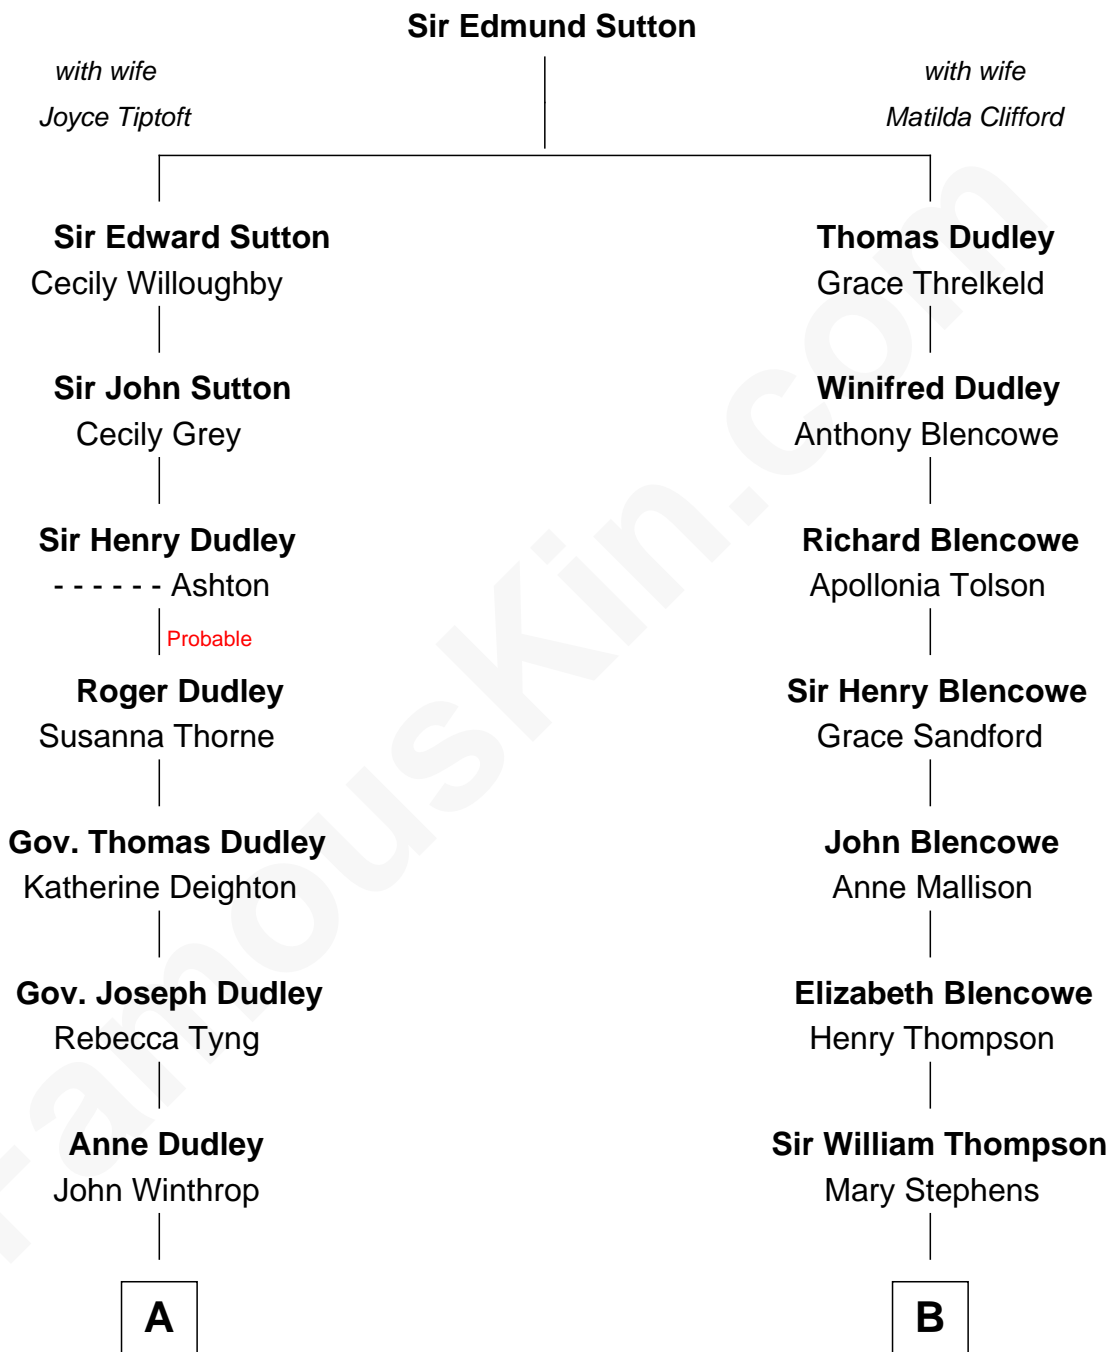 Sir Edmund Sutton
with wife
Joyce Tiptoft
with wife
Matilda Clifford
Sir Edward Sutton
Cecily Willoughby
Thomas Dudley
Grace Threlkeld
Sir John Sutton
Cecily Grey
Winifred Dudley
Anthony Blencowe
Sir Henry Dudley
- - - - - - Ashton
Probable
Richard Blencowe
Apollonia Tolson
Roger Dudley
Susanna Thorne
Sir Henry Blencowe
Grace Sandford
Gov. Thomas Dudley
Katherine Deighton
John Blencowe
Anne Mallison
Gov. Joseph Dudley
Rebecca Tyng
Elizabeth Blencowe
Henry Thompson
Anne Dudley
John Winthrop
Sir William Thompson
Mary Stephens
A
B
FamousKin.com